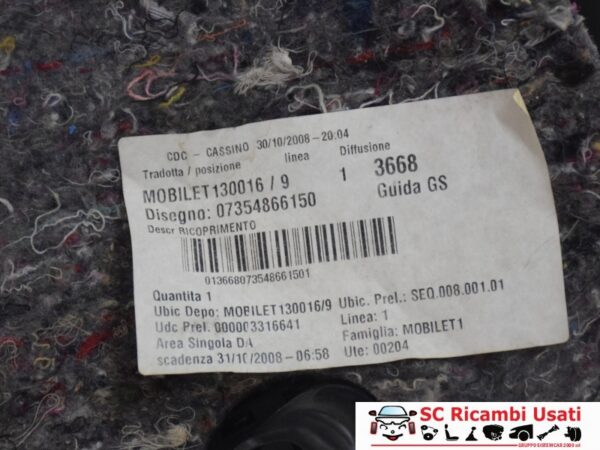 CDC - CASSINO 30/10/2008-20:04
Tradotta / posizione linea Diffusione
MOBILET130016 / 9 1 3668
Disegno: 07354866150 Guida GS
Descr RICOPRIMENTO
013668073548661501
Quantita 1
Ubic Depo: MOBILET130016/9 Ubic. Prel.: SEQ.008.001.01
Udc Prel. 000003316641 Linea: 1
Area Singola DA Famiglia: MOBILET1
scadenza 31/10/2008-06:58 Ute: 00204
SC Ricambi Usati